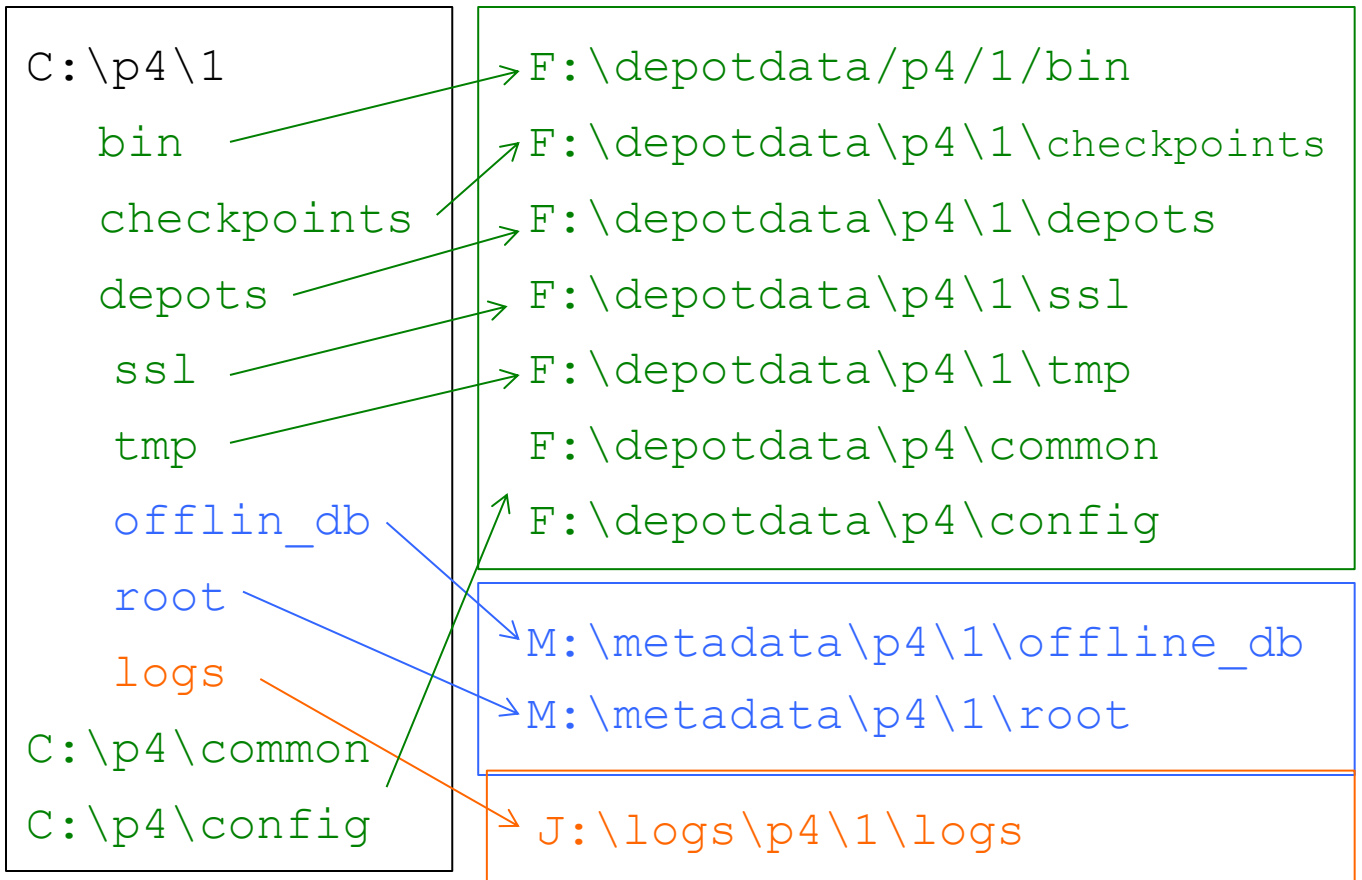 C:\p4\1
bin
checkpoints
depots
ssl
tmp
offlin_db
root
logs
C:\p4\common
C:\p4\config
F:\depotdata/p4/1/bin
F:\depotdata\p4\1\checkpoints
F:\depotdata\p4\1\depots
F:\depotdata\p4\1\ssl
F:\depotdata\p4\1\tmp
F:\depotdata\p4\common
F:\depotdata\p4\config
M:\metadata\p4\1\offline_db
M:\metadata\p4\1\root
J:\logs\p4\1\logs